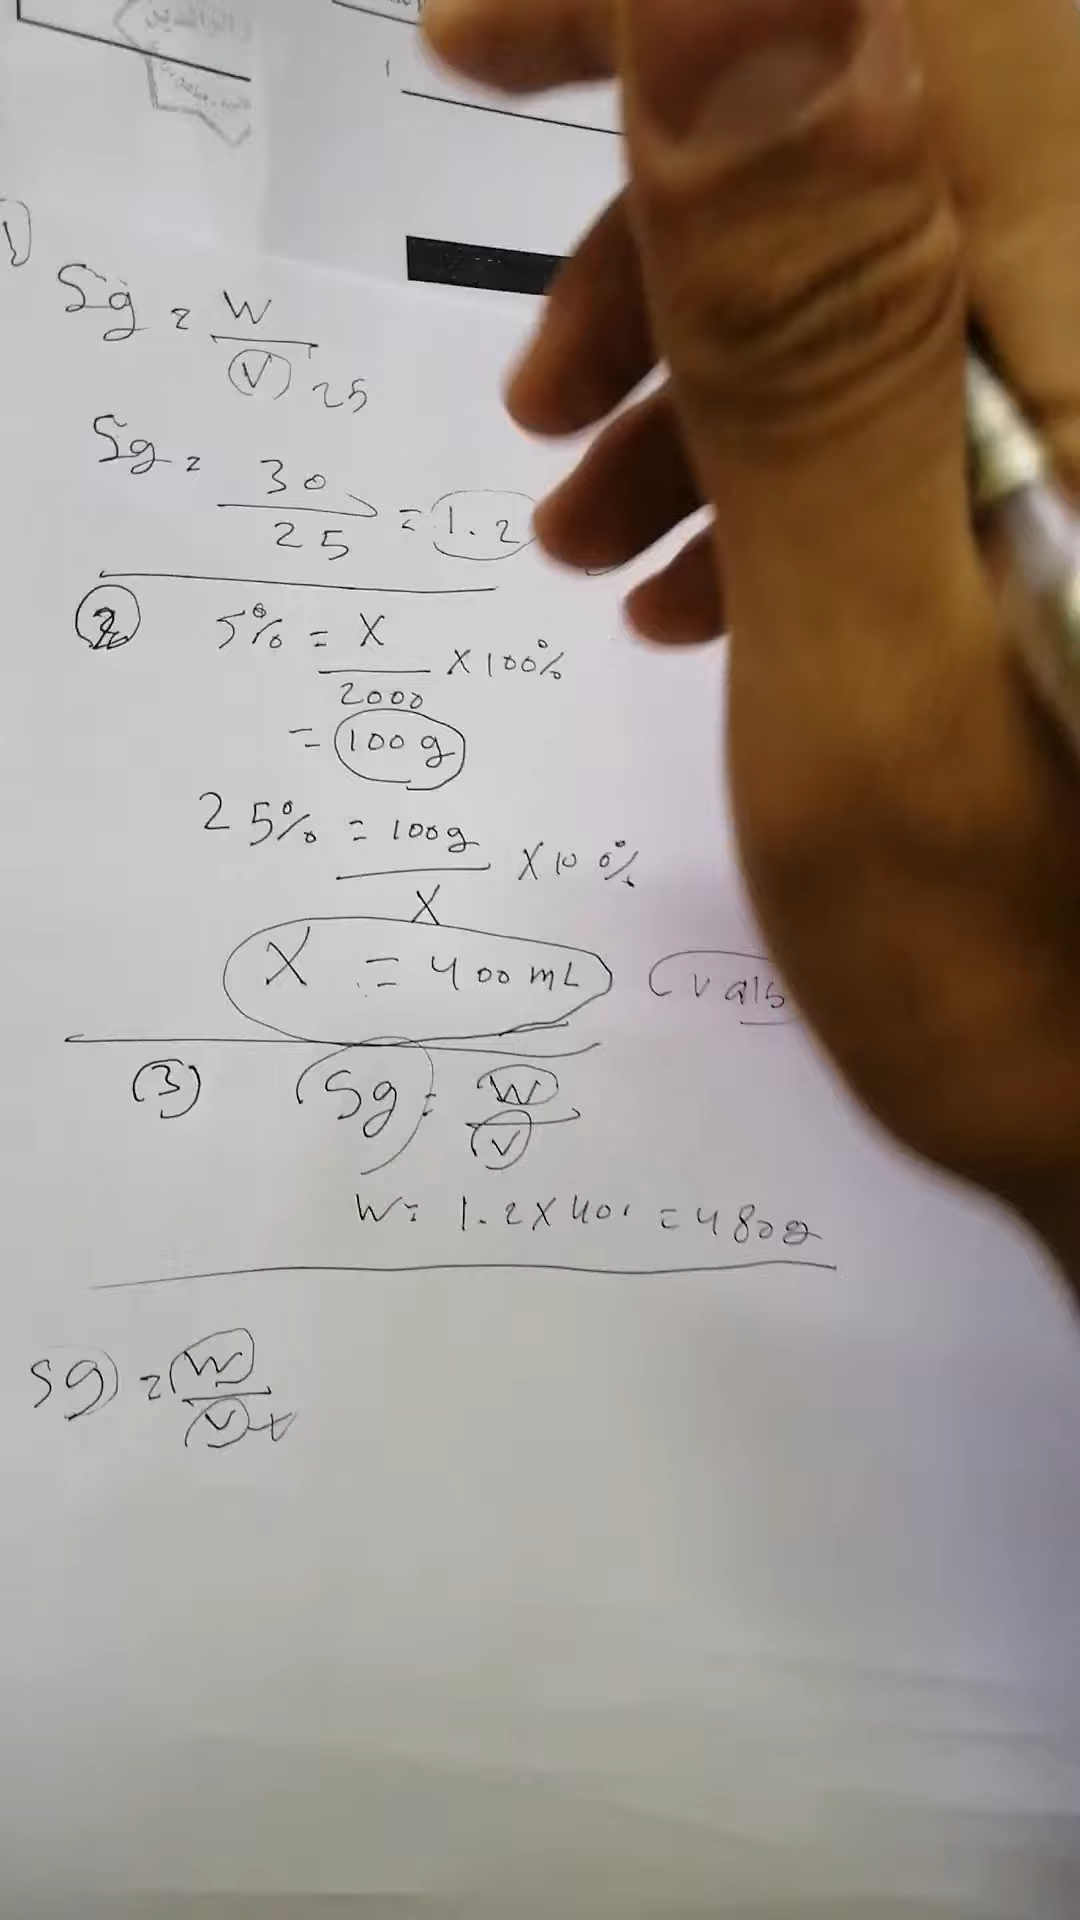 1)
Sg = W
V 25
Sg = 30
25 = 1.2
2 5% = X
2000 x 100%
= 100 g
25% = 100g
X x 100%
X = 400 mL
(3) Sg = W
V
W = 1.2 x 400 = 480g
Sg = W
V x